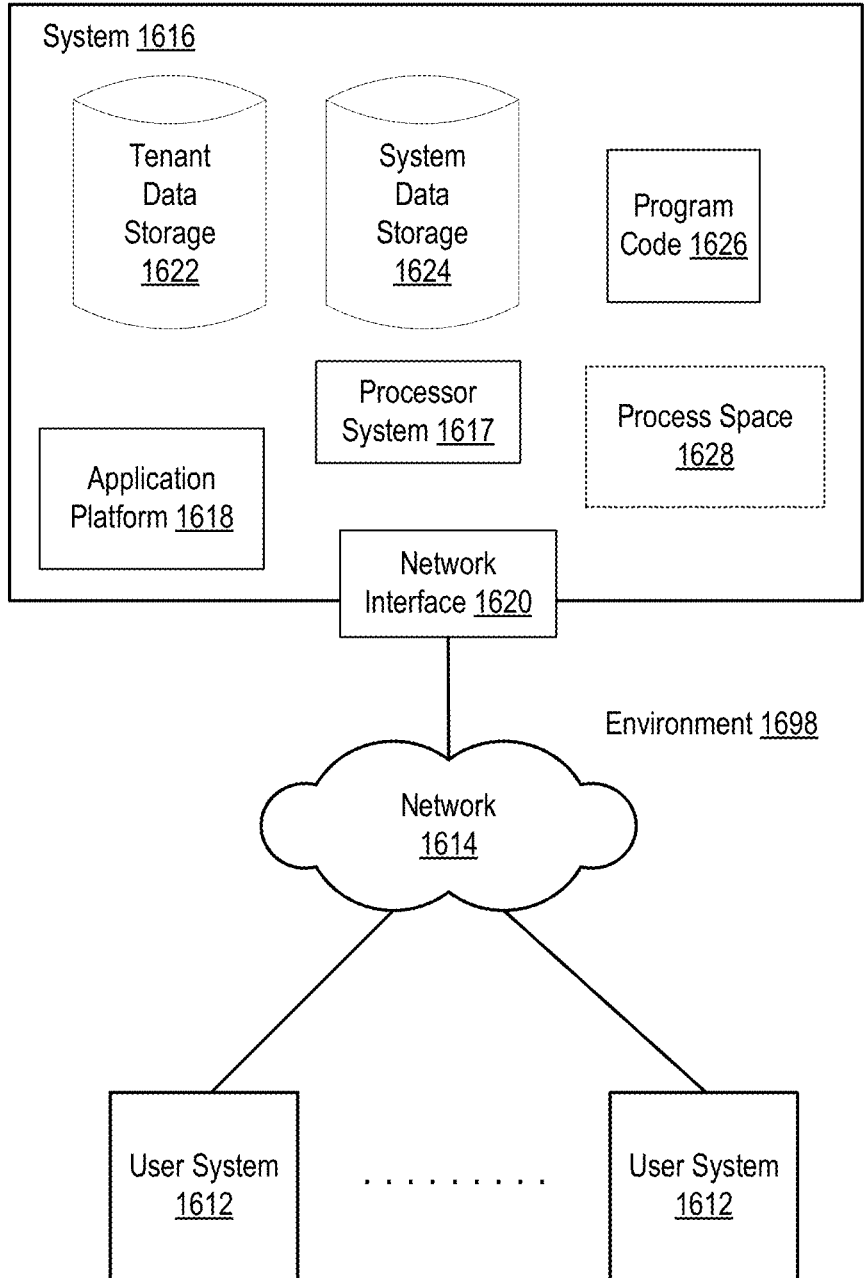 System 1616
Tenant
Data
Storage
1622
System
Data
Storage
1624
Program
Code 1626
Processor
System 1617
Process Space
1628
Application
Platform 1618
Network
Interface 1620
Environment 1698
Network
1614
User System
1612
. . . . . . . . .
User System
1612